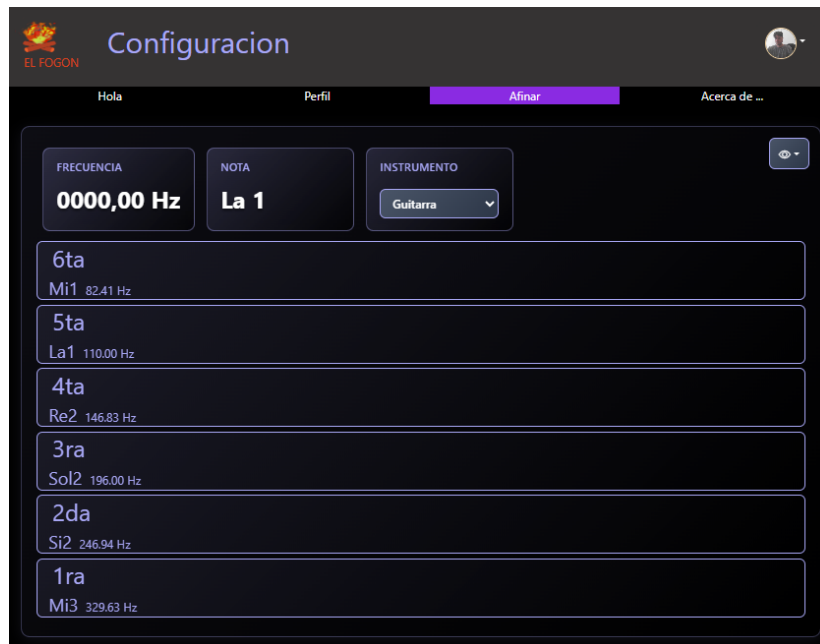 EL FOGON
Configuracion
Hola Perfil Afinar Acerca de ...
FRECUENCIA NOTA INSTRUMENTO
0000,00 Hz La 1 Guitarra
6ta
Mi1 82.41 Hz
5ta
La1 110.00 Hz
4ta
Re2 146.83 Hz
3ra
Sol2 196.00 Hz
2da
Si2 246.94 Hz
1ra
Mi3 329.63 Hz